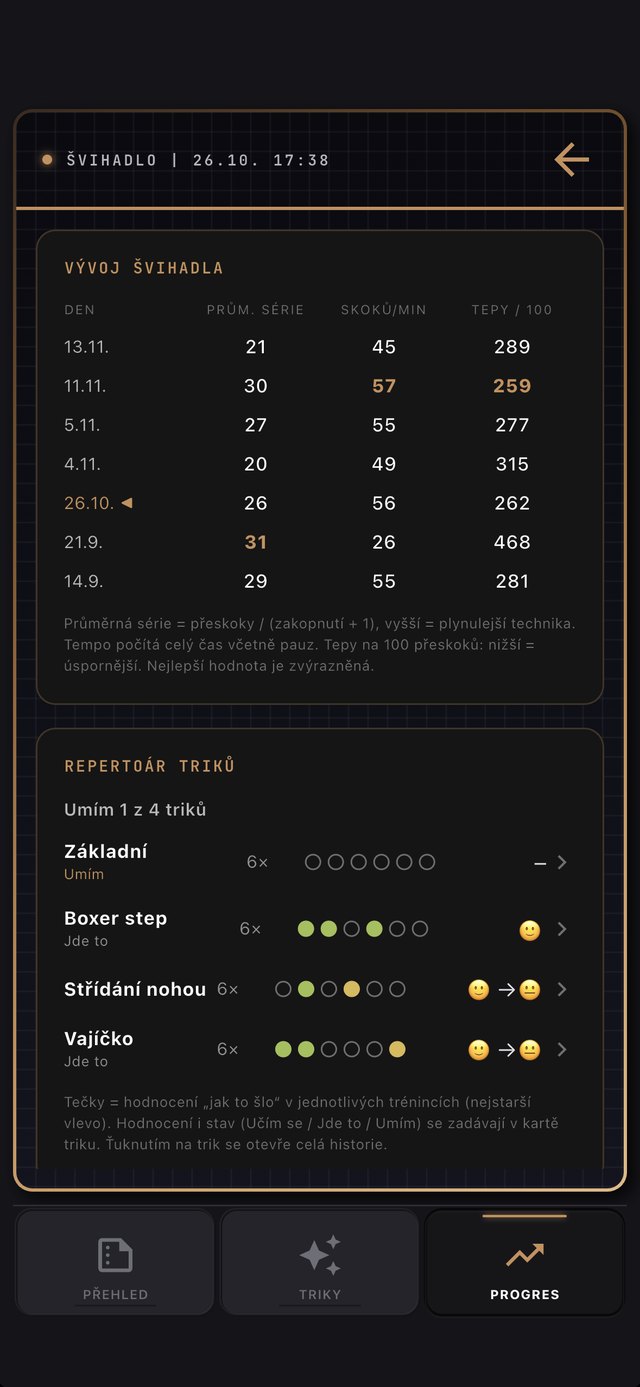 ŠVIHADLO | 26.10. 17:38
VÝVOJ ŠVIHADLA
DEN PRŮM. SÉRIE SKOKŮ/MIN TEPY / 100
13.11. 21 45 289
11.11. 30 57 259
5.11. 27 55 277
4.11. 20 49 315
26.10. ◀ 26 56 262
21.9. 31 26 468
14.9. 29 55 281
Průměrná série = přeskoky / (zakopnutí + 1), vyšší = plynulejší technika.
Tempo počítá celý čas včetně pauz. Tepy na 100 přeskoků: nižší =
úspornější. Nejlepší hodnota je zvýrazněná.
REPERTOÁR TRIKŮ
Umím 1 z 4 triků
Základní 6× –
Umím
Boxer step 6× 🙂
Jde to
Střídání nohou 6× 🙂 → 😐
Vajíčko 6× 🙂 → 😐
Jde to
Tečky = hodnocení „jak to šlo“ v jednotlivých trénincích (nejstarší
vlevo). Hodnocení i stav (Učím se / Jde to / Umím) se zadávají v kartě
triku. Ťuknutím na trik se otevře celá historie.
PŘEHLED TRIKY PROGRES